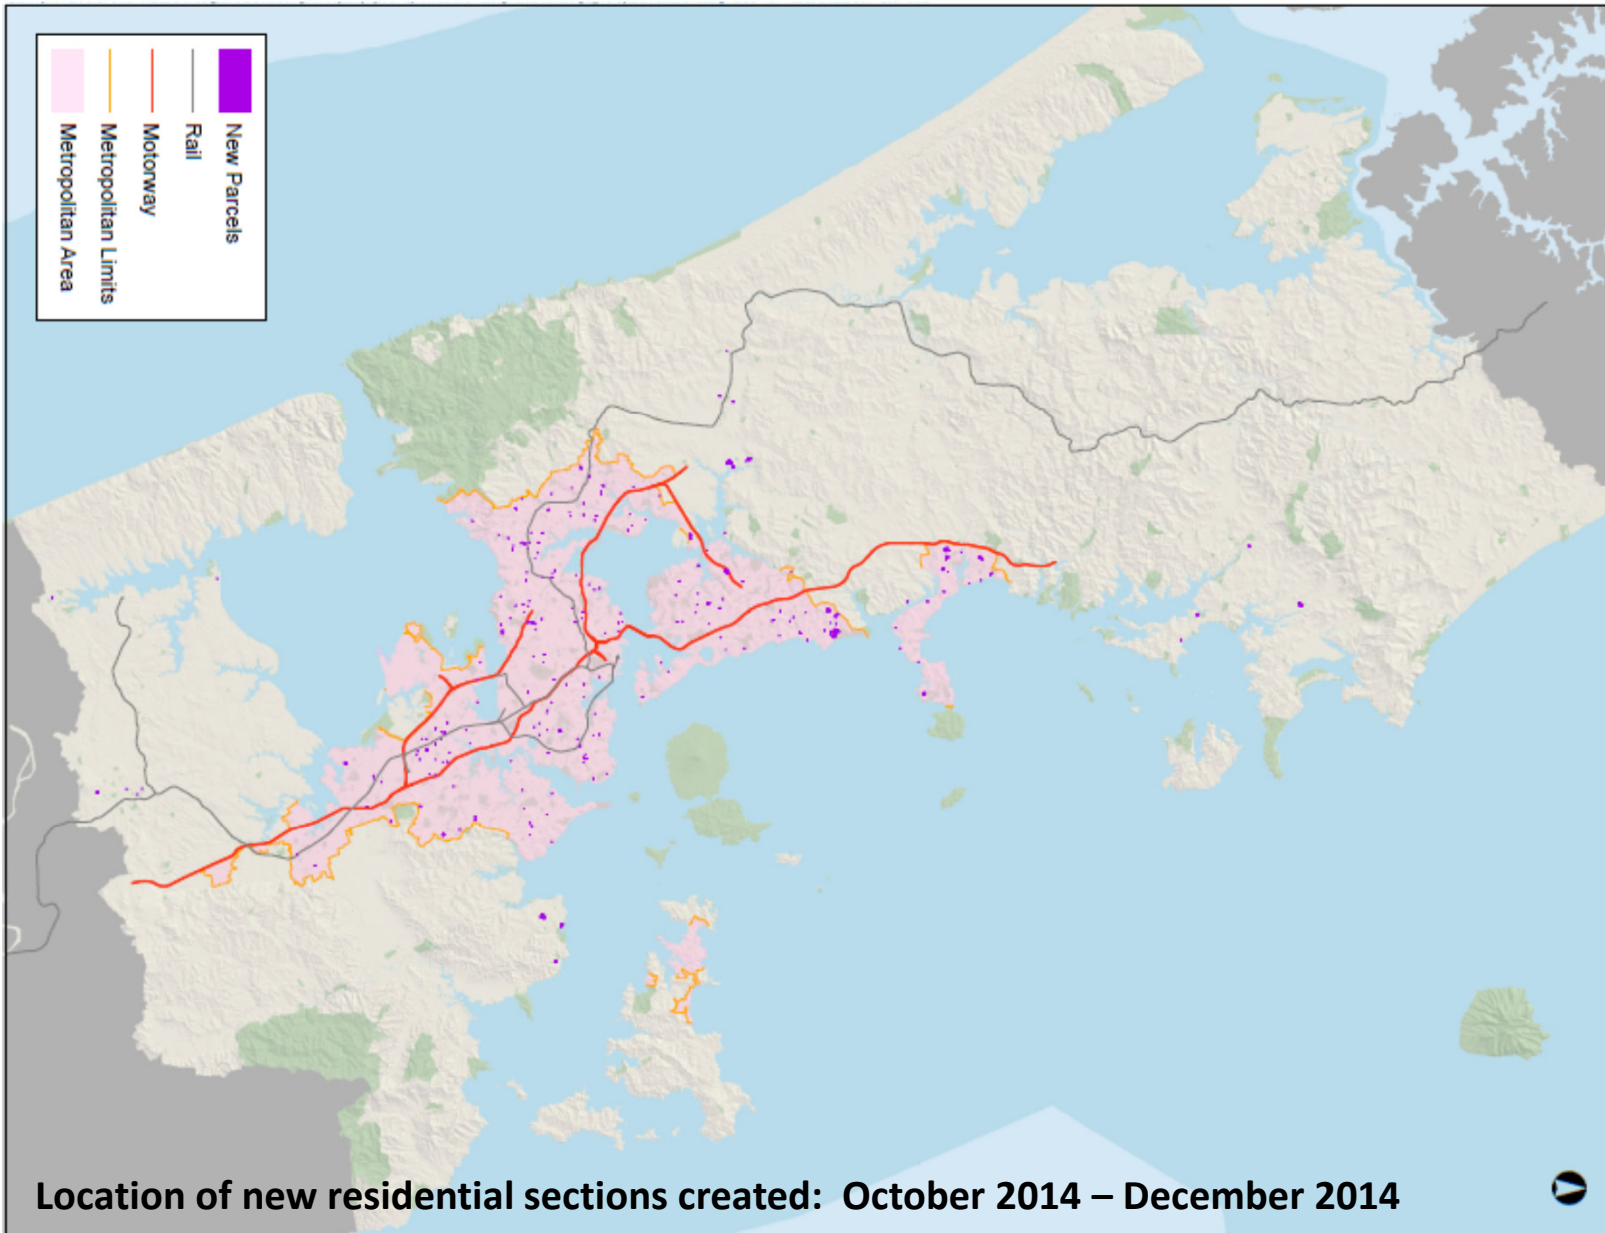 New Parcels
Rail
Motorway
Metropolitan Limits
Metropolitan Area
Location of new residential sections created: October 2014 – December 2014